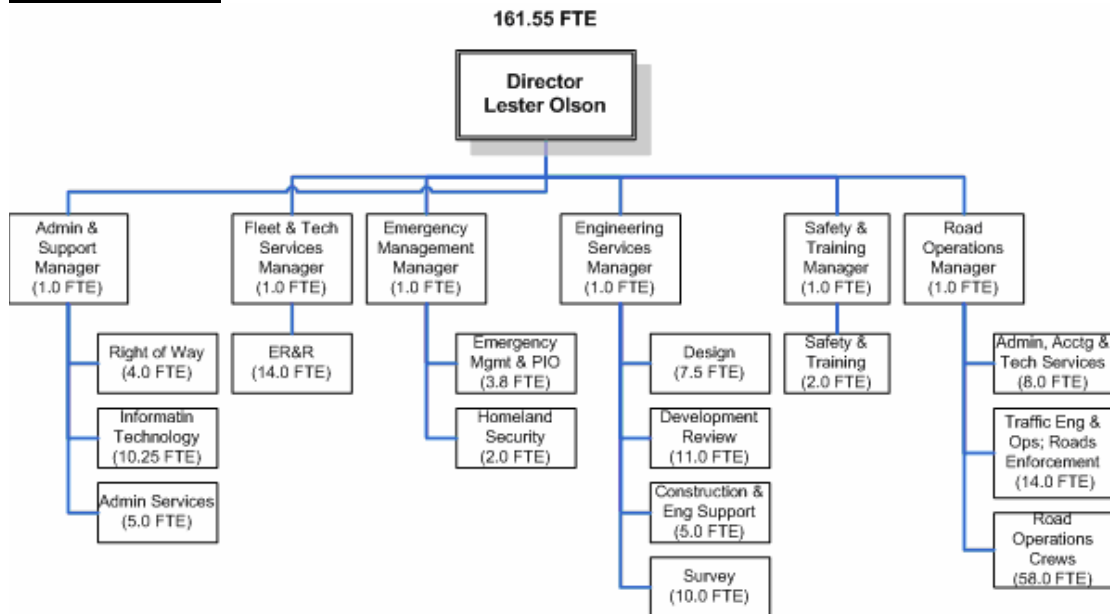 161.55 FTE
Director
Lester Olson
Admin &
Support
Manager
(1.0 FTE)
Fleet & Tech
Services
Manager
(1.0 FTE)
Emergency
Management
Manager
(1.0 FTE)
Engineering
Services
Manager
(1.0 FTE)
Safety &
Training
Manager
(1.0 FTE)
Road
Operations
Manager
(1.0 FTE)
Right of Way
(4.0 FTE)
Informatin
Technology
(10.25 FTE)
Admin Services
(5.0 FTE)
ER&R
(14.0 FTE)
Emergency
Mgmt & PIO
(3.8 FTE)
Homeland
Security
(2.0 FTE)
Design
(7.5 FTE)
Development
Review
(11.0 FTE)
Construction &
Eng Support
(5.0 FTE)
Survey
(10.0 FTE)
Safety &
Training
(2.0 FTE)
Admin, Acctg &
Tech Services
(8.0 FTE)
Traffic Eng &
Ops; Roads
Enforcement
(14.0 FTE)
Road
Operations
Crews
(58.0 FTE)